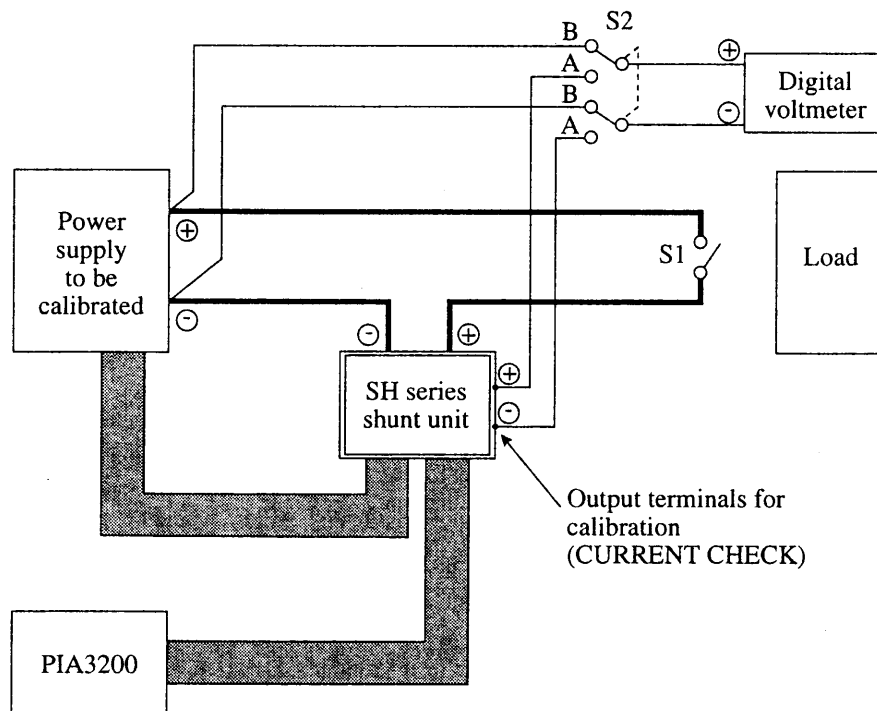 S2
B
A
B
A
⊕
⊖
Digital
voltmeter
Power
supply
to be
calibrated
⊕
⊖
S1
Load
⊖
⊕
SH series
shunt unit
⊕
⊖
Output terminals for
calibration
(CURRENT CHECK)
PIA3200